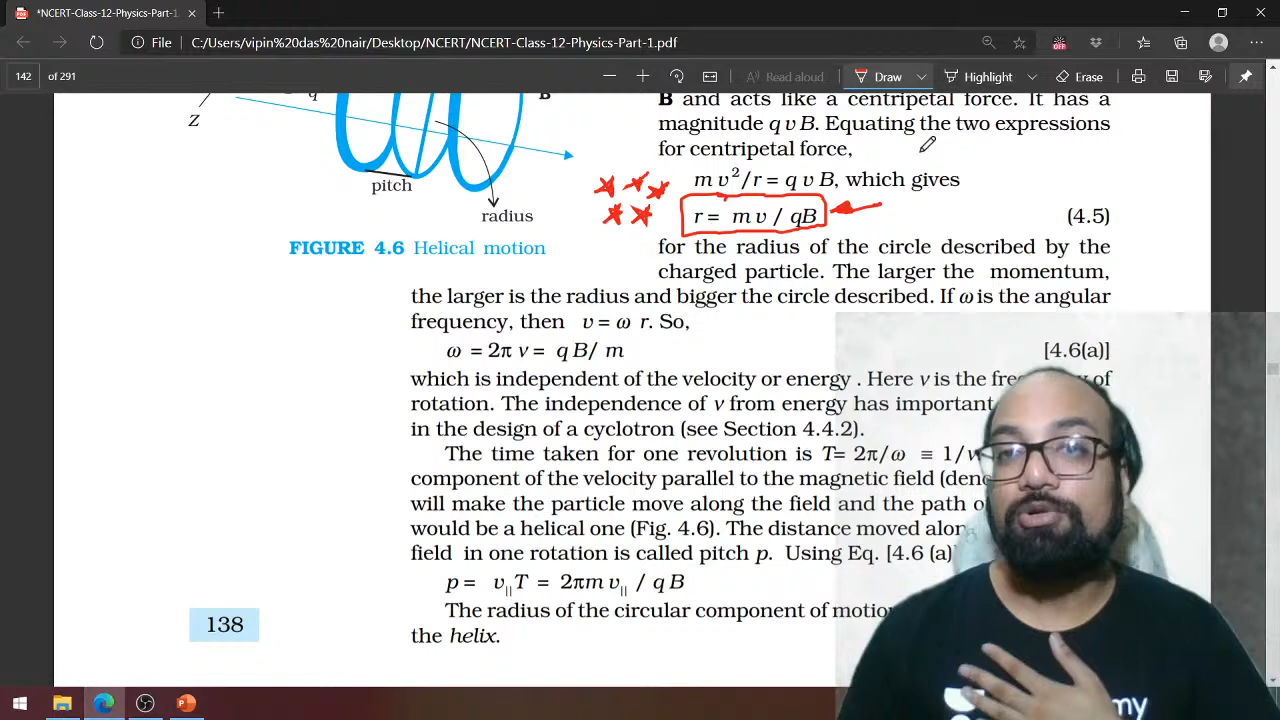 *NCERT-Class-12-Physics-Part-1.
File
C:/Users/vipin%20das%20nair/Desktop/NCERT/NCERT-Class-12-Physics-Part-1.pdf
142 of 291
Read aloud
Draw
Highlight
Erase
Z
q
B
pitch
radius
FIGURE 4.6 Helical motion
B and acts like a centripetal force. It has a
magnitude q v B. Equating the two expressions
for centripetal force,
m v²/r = q v B, which gives
r = m v / qB (4.5)
for the radius of the circle described by the
charged particle. The larger the momentum,
the larger is the radius and bigger the circle described. If ω is the angular
frequency, then v = ω r. So,
ω = 2π ν = q B/ m [4.6(a)]
which is independent of the velocity or energy . Here ν is the of
rotation. The independence of ν from energy has important
in the design of a cyclotron (see Section 4.4.2).
The time taken for one revolution is T= 2π/ω ≡ 1/ν
component of the velocity parallel to the magnetic field
will make the particle move along the field and the path
would be a helical one (Fig. 4.6). The distance moved
field in one rotation is called pitch p. Using Eq. [4.6 (a)
p = v|| T = 2πm v|| / q B
The radius of the circular component of
the helix.
138